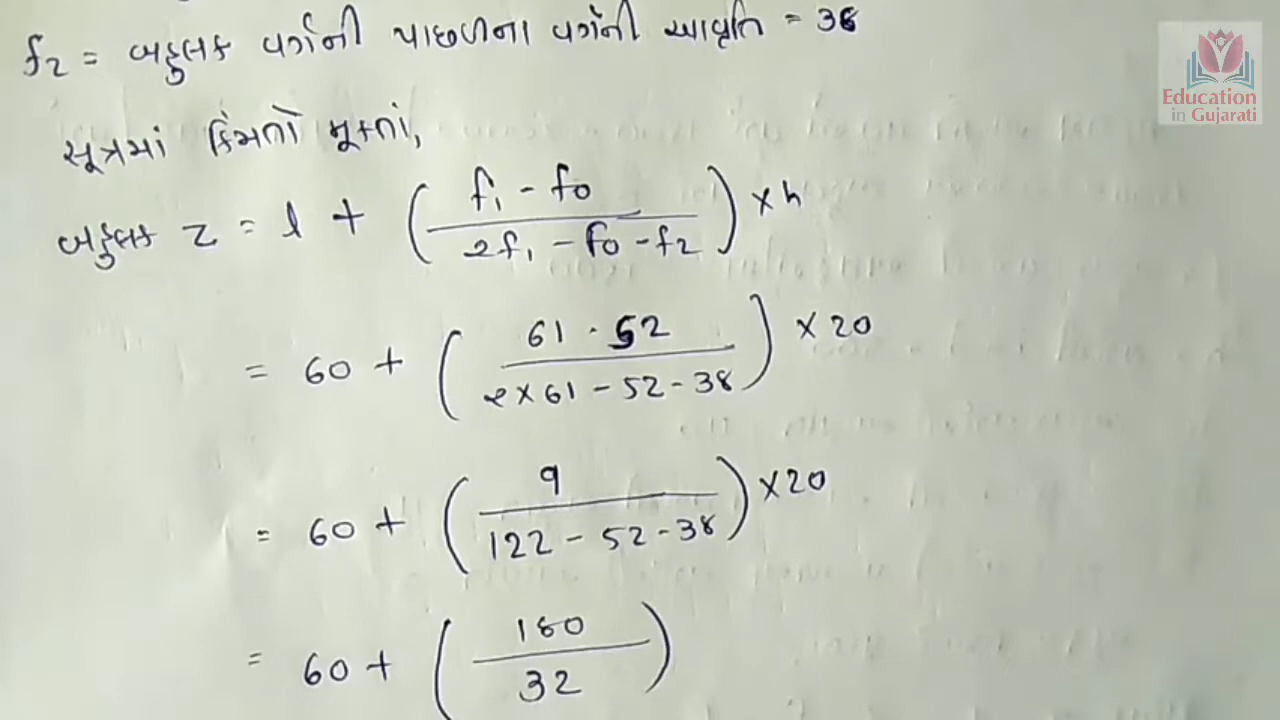 f₂ = બહુલક વર્ગની પાછળના વર્ગની આવૃત્તિ = 38
Education
in Gujarati
સૂત્રમાં કિંમતો મૂકતાં,
બહુલક Z = l + ( f₁ - f₀ / 2f₁ - f₀ - f₂ ) × h
= 60 + ( 61 - 52 / 2 × 61 - 52 - 38 ) × 20
= 60 + ( 9 / 122 - 52 - 38 ) × 20
= 60 + ( 180 / 32 )